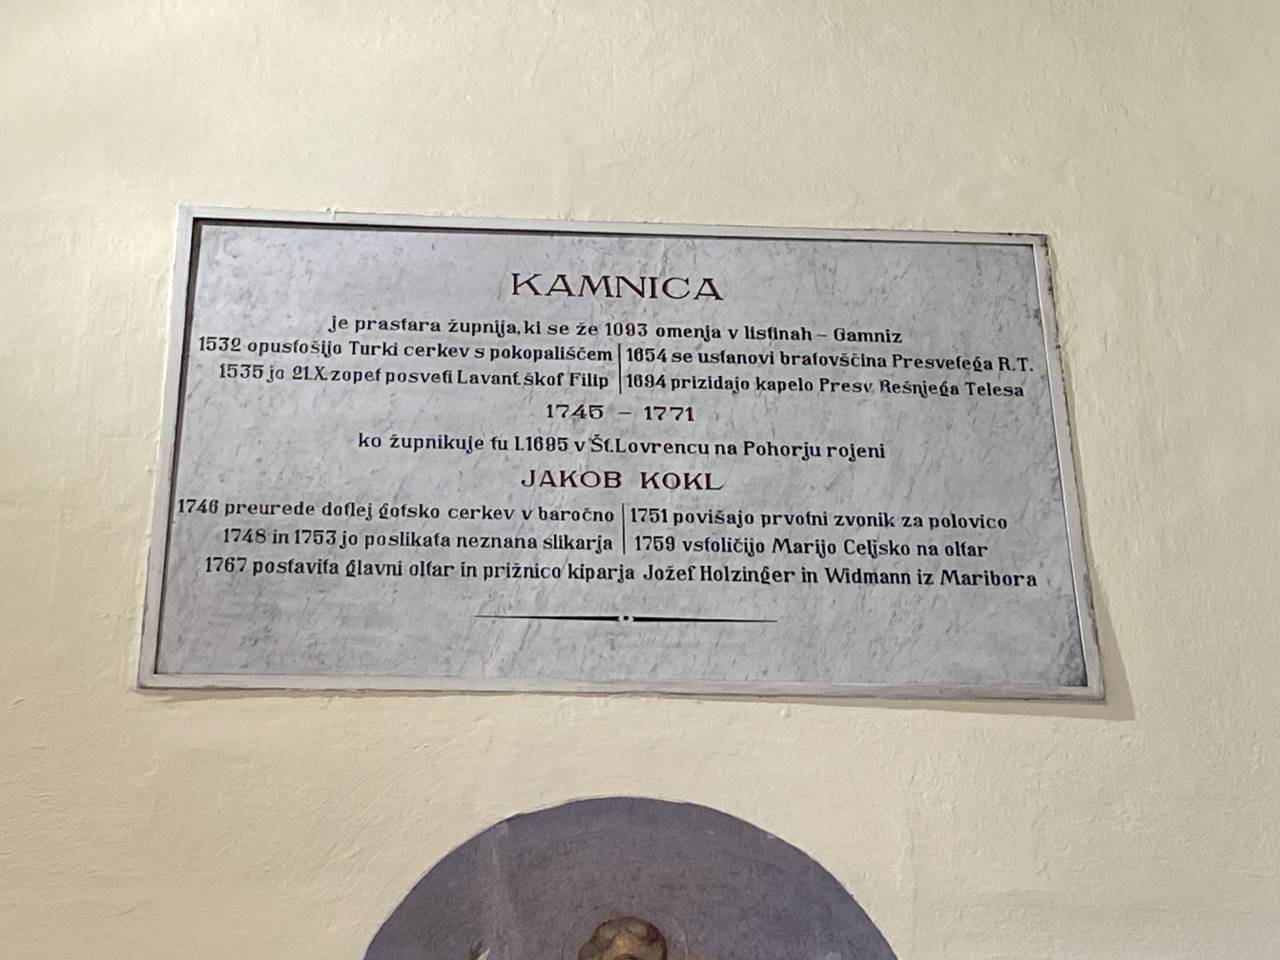 KAMNICA
je prastara župnija, ki se že 1093 omenja v listinah – Gamniz
1532 opustošijo Turki cerkev s pokopališčem
1535 jo 21.X. zopet posveti Lavant. škof Filip
1654 se ustanovi bratovščina Presvetega R.T.
1694 prizidajo kapelo Presv. Rešnjega Telesa
1745 – 1771
ko župnikuje tu l.1695 v Št.Lovrencu na Pohorju rojeni
JAKOB KOKL
1746 preurede dotlej gotsko cerkev v baročno
1748 in 1753 jo poslikata neznana slikarja
1751 povišajo prvotni zvonik za polovico
1759 vstoličijo Marijo Celjsko na oltar
1767 postavita glavni oltar in prižnico kiparja Jožef Holzinger in Widmann iz Maribora